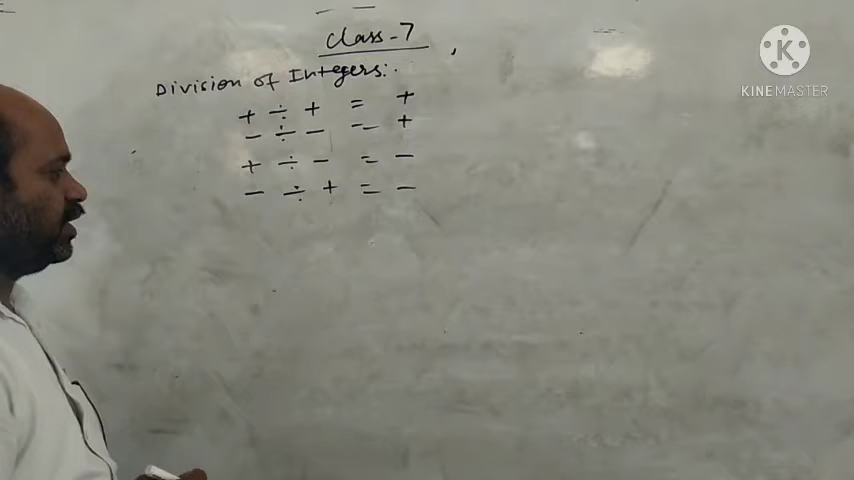 Class-7
Division of Integers:
+ ÷ + = +
- ÷ - = +
+ ÷ - = -
- ÷ + = -
KINEMASTER